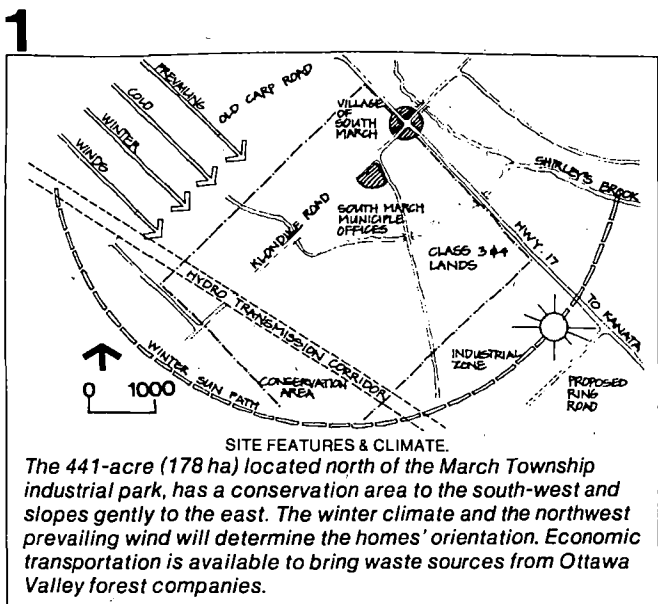 1
PREVAILING
COLD
WINTER
WINDS
OLD CARP ROAD
VILLAGE
OF
SOUTH
MARCH
SHIRLEY'S BROOK
SOUTH MARCH
MUNICIPLE
OFFICES
KLONDIKE ROAD
CLASS 3 & 4
LANDS
HWY 17
TO KANATA
HYDRO TRANSMISSION CORRIDOR
WINTER SUN PATH
CONSERVATION
AREA
INDUSTRIAL
ZONE
PROPOSED
RING
ROAD
0 1000
SITE FEATURES & CLIMATE.
The 441-acre (178 ha) located north of the March Township
industrial park, has a conservation area to the south-west and
slopes gently to the east. The winter climate and the northwest
prevailing wind will determine the homes' orientation. Economic
transportation is available to bring waste sources from Ottawa
Valley forest companies.